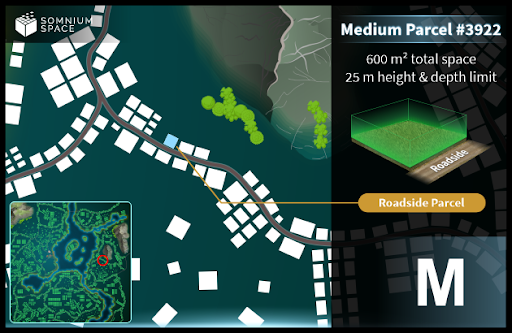 SOMNIUM
SPACE
Medium Parcel #3922
600 m² total space
25 m height & depth limit
Roadside
Roadside Parcel
M